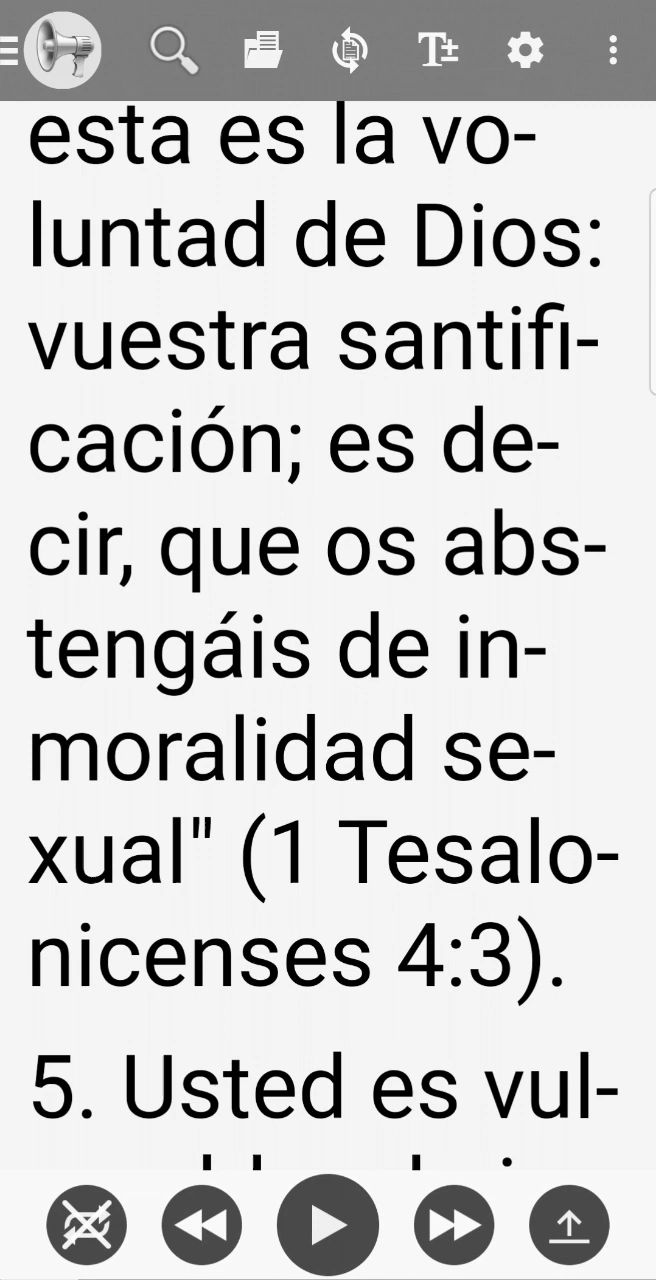 esta es la vo-
luntad de Dios:
vuestra santifi-
cación; es de-
cir, que os abs-
tengáis de in-
moralidad se-
xual" (1 Tesalo-
nicenses 4:3).
5. Usted es vul-